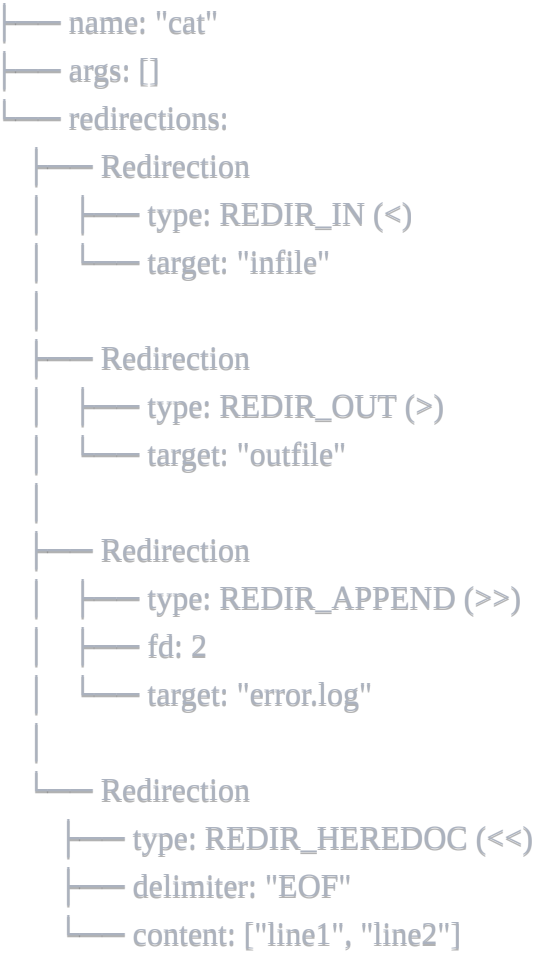 ├── name: "cat"
├── args: []
└── redirections:
├── Redirection
│ ├── type: REDIR_IN (<)
│ └── target: "infile"
│
├── Redirection
│ ├── type: REDIR_OUT (>)
│ └── target: "outfile"
│
├── Redirection
│ ├── type: REDIR_APPEND (>>)
│ ├── fd: 2
│ └── target: "error.log"
│
└── Redirection
├── type: REDIR_HEREDOC (<<)
├── delimiter: "EOF"
└── content: ["line1", "line2"]